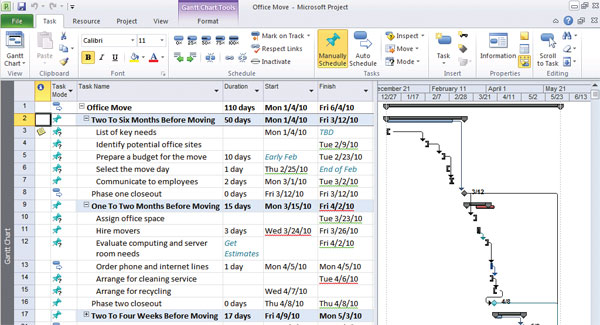 Gantt Chart Tools
Office Move - Microsoft Project
File Task Resource Project View Format
Gantt Chart
View
Paste
Clipboard
Calibri 11
B I U A
Font
0% 25% 50% 75% 100%
Mark on Track
Respect Links
Inactivate
Schedule
Manually Schedule
Auto Schedule
Inspect
Move
Mode
Tasks
Task
Insert
Information
Properties
Scroll to Task
Editing
Task Mode Task Name Duration Start Finish
December 21 February 11 April 1 May 21
12/27 1/17 2/7 2/28 3/21 4/11 5/2 5/23 6/13
1 Office Move 110 days Mon 1/4/10 Fri 6/4/10
2 Two To Six Months Before Moving 50 days Mon 1/4/10 Fri 3/12/10
3 List of key needs Mon 1/4/10 TBD
4 Identify potential office sites Tue 2/9/10
5 Prepare a budget for the move 10 days Early Feb Tue 2/23/10
6 Select the move day 1 day Thu 2/25/10 End of Feb
7 Communicate to employees 2 days Mon 3/1/10 Tue 3/2/10
8 Phase one closeout 0 days Fri 3/12/10 Fri 3/12/10
3/12
9 One To Two Months Before Moving 15 days Mon 3/15/10 Fri 4/2/10
10 Assign office space Tue 3/23/10
11 Hire movers 3 days Wed 3/24/10 Fri 3/26/10
12 Evaluate computing and server Get Fri 4/2/10
room needs Estimates
13 Order phone and internet lines 1 day Mon 4/5/10 Mon 4/5/10
14 Arrange for cleaning service Tue 4/6/10
15 Arrange for recycling Wed 4/7/10
16 Phase two closeout 0 days Thu 4/8/10 Thu 4/8/10
4/8
17 Two To Four Weeks Before Moving 17 days Fri 4/9/10 Mon 5/3/10
Gantt Chart